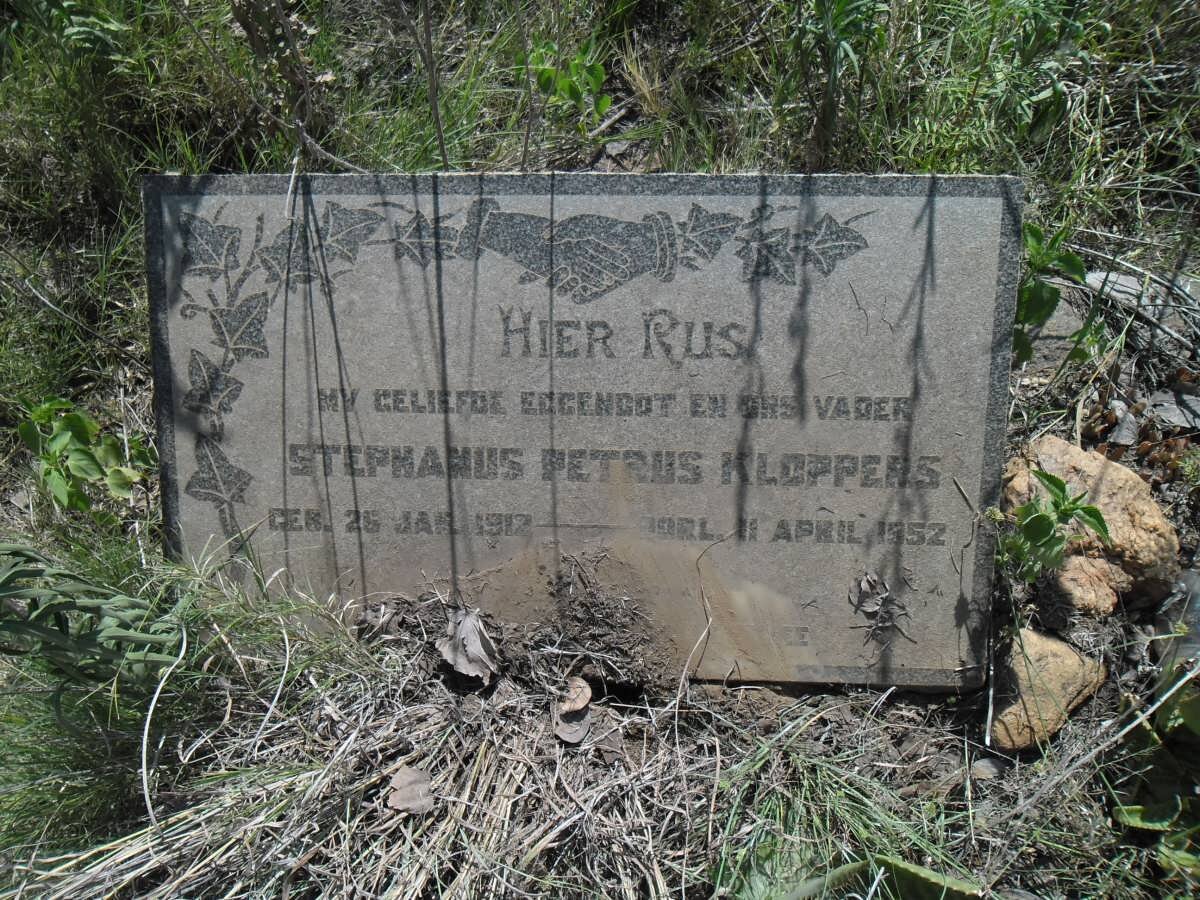 HIER RUS
MY GELIEFDE EGGENOOT EN ONS VADER
STEPHANUS PETRUS KLOPPERS
GEB. 26 JAN. 1912 OORL. 11 APRIL 1952